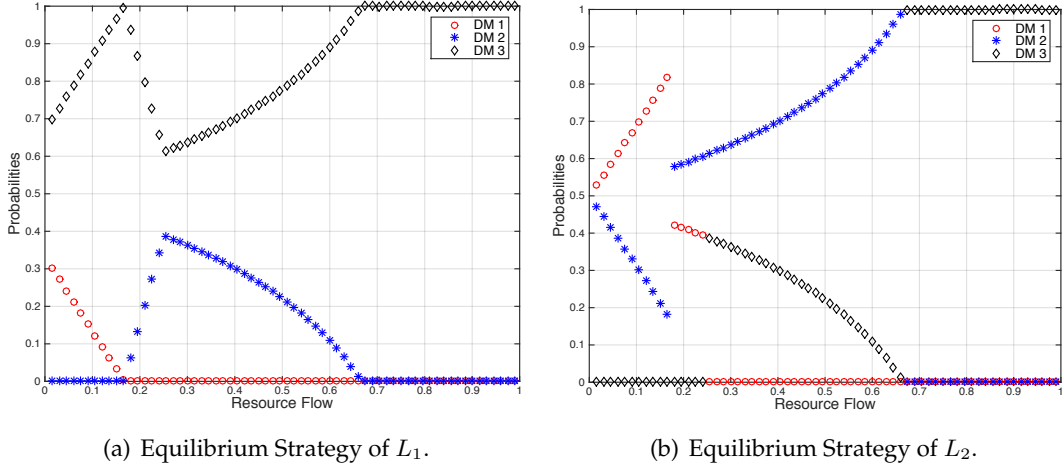 1
0.9
0.8
0.7
0.6
0.5
0.4
0.3
0.2
0.1
0
Probabilities
0 0.1 0.2 0.3 0.4 0.5 0.6 0.7 0.8 0.9 1
Resource Flow
DM 1
DM 2
DM 3
(a) Equilibrium Strategy of L1.
1
0.9
0.8
0.7
0.6
0.5
0.4
0.3
0.2
0.1
0
Probabilities
0 0.1 0.2 0.3 0.4 0.5 0.6 0.7 0.8 0.9 1
Resource Flow
DM 1
DM 2
DM 3
(b) Equilibrium Strategy of L2.